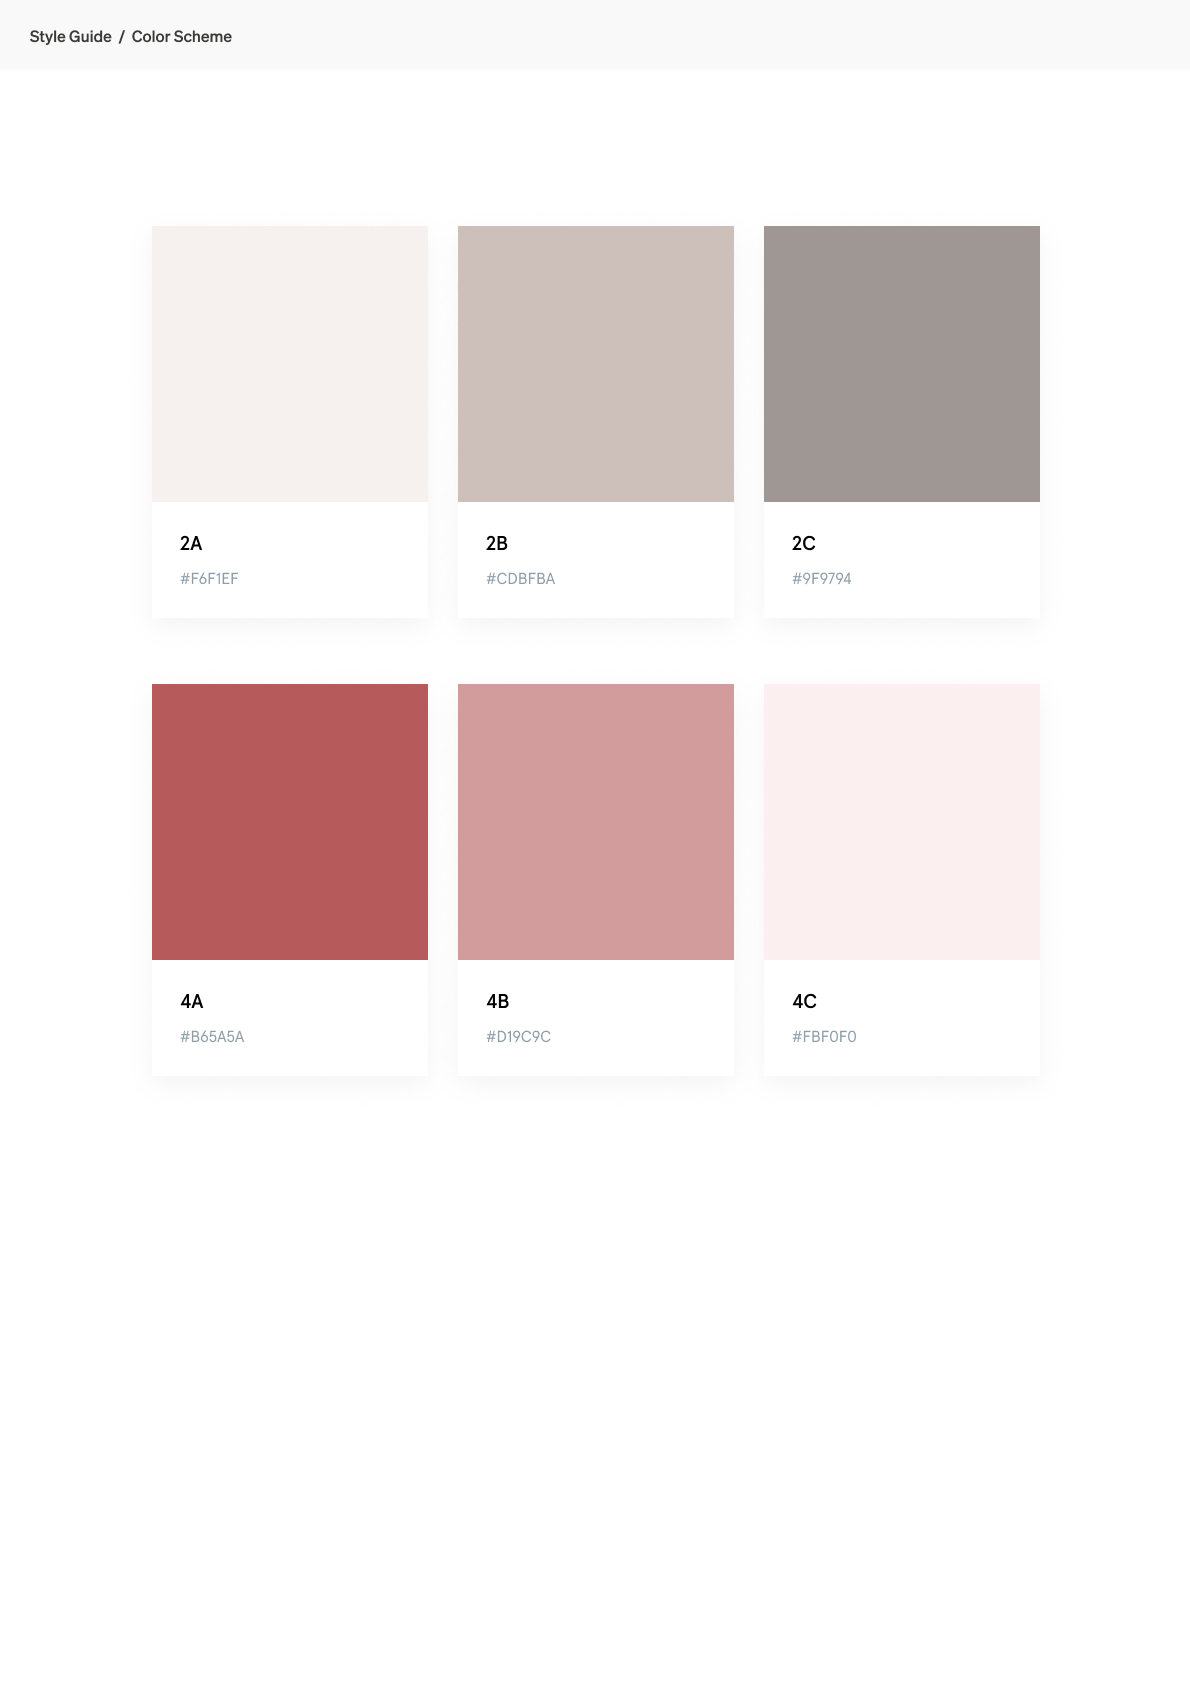 Style Guide / Color Scheme
2A
#F6F1EF
2B
#CDBFBA
2C
#9F9794
4A
#B65A5A
4B
#D19C9C
4C
#FBF0F0